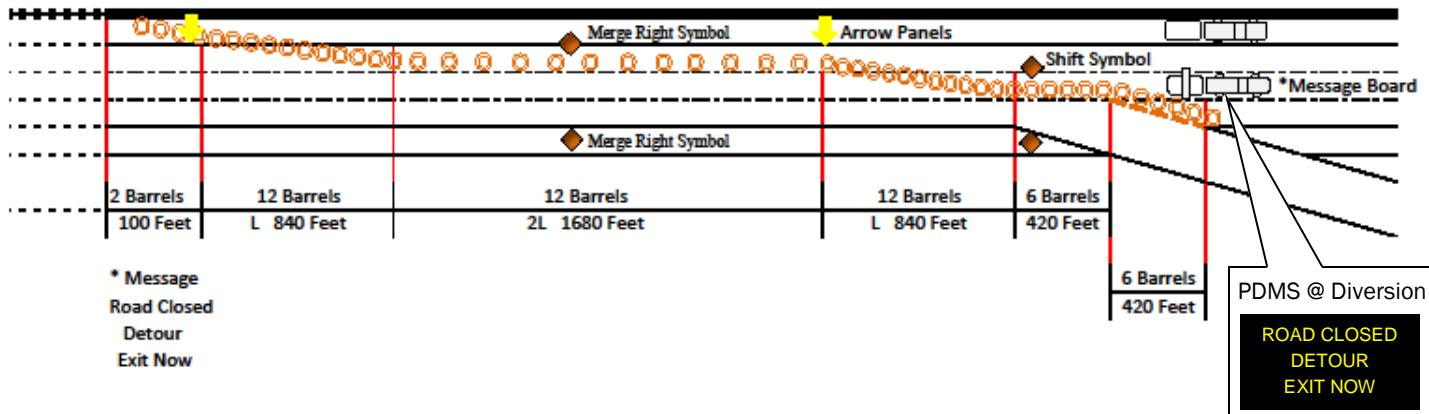 Merge Right Symbol
Arrow Panels
Shift Symbol
*Message Board
Merge Right Symbol
2 Barrels
12 Barrels
12 Barrels
12 Barrels
6 Barrels
100 Feet
L 840 Feet
2L 1680 Feet
L 840 Feet
420 Feet
6 Barrels
420 Feet
* Message
Road Closed
Detour
Exit Now
PDMS @ Diversion
ROAD CLOSED
DETOUR
EXIT NOW